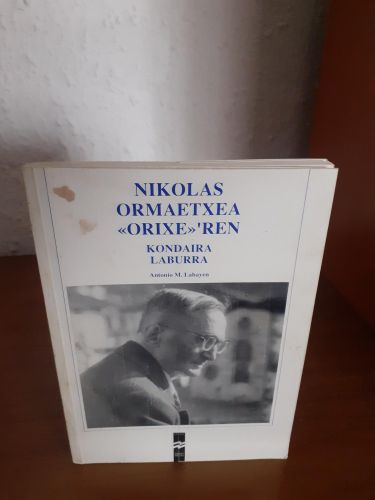 NIKOLAS
ORMAETXEA
«ORIXE»'REN
KONDAIRA
LABURRA
Antonio M. Labayen